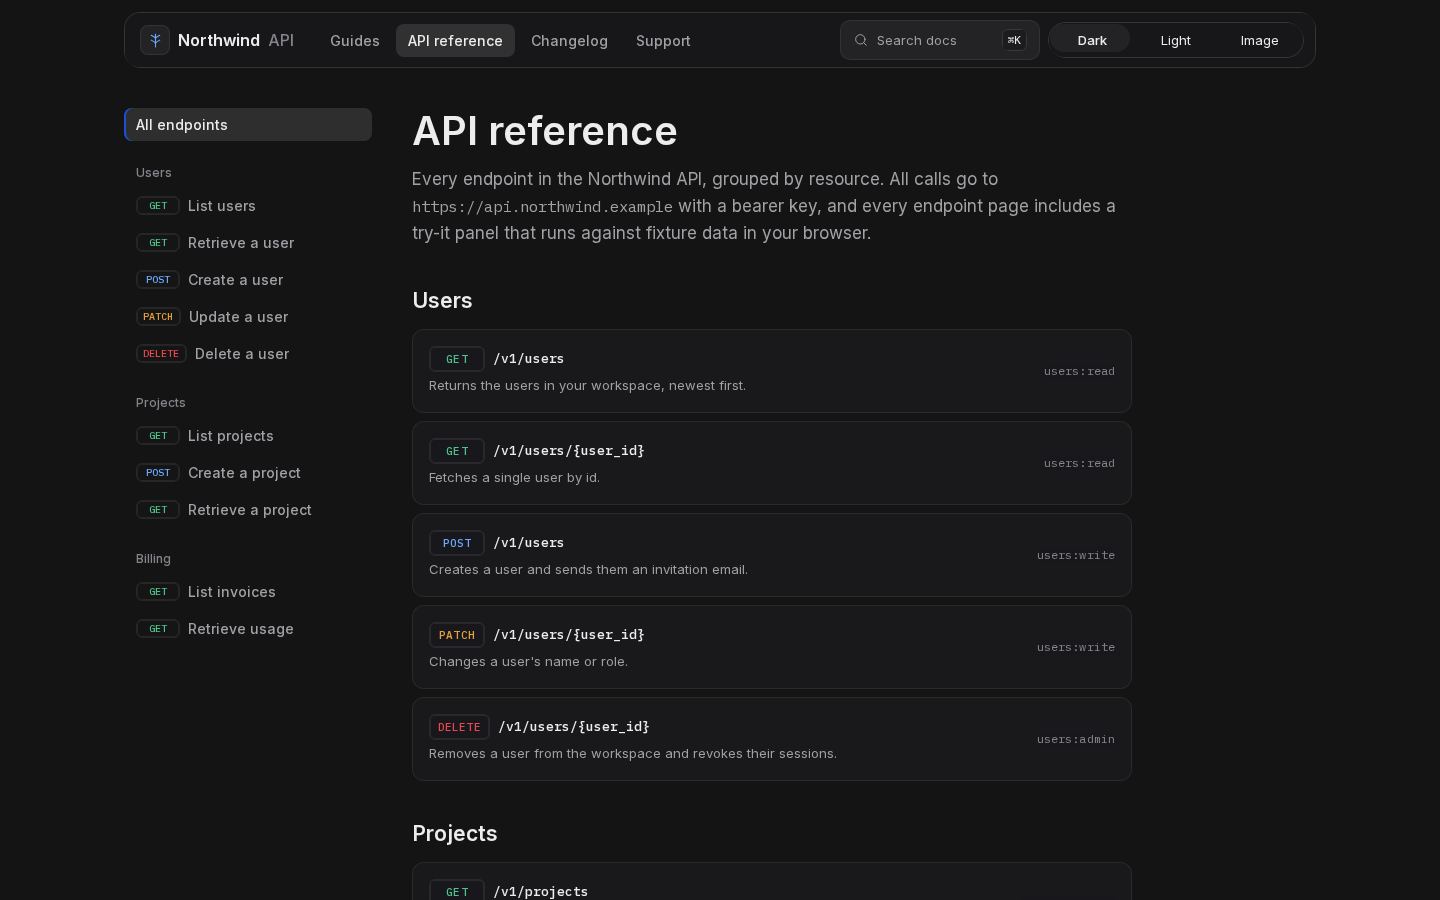 Northwind API Guides API reference Changelog Support Search docs ⌘K Dark Light Image
All endpoints
Users
GET List users
GET Retrieve a user
POST Create a user
PATCH Update a user
DELETE Delete a user
Projects
GET List projects
POST Create a project
GET Retrieve a project
Billing
GET List invoices
GET Retrieve usage
API reference
Every endpoint in the Northwind API, grouped by resource. All calls go to
https://api.northwind.example with a bearer key, and every endpoint page includes a
try-it panel that runs against fixture data in your browser.
Users
GET /v1/users
Returns the users in your workspace, newest first.
users:read
GET /v1/users/{user_id}
Fetches a single user by id.
users:read
POST /v1/users
Creates a user and sends them an invitation email.
users:write
PATCH /v1/users/{user_id}
Changes a user's name or role.
users:write
DELETE /v1/users/{user_id}
Removes a user from the workspace and revokes their sessions.
users:admin
Projects
GET /v1/projects